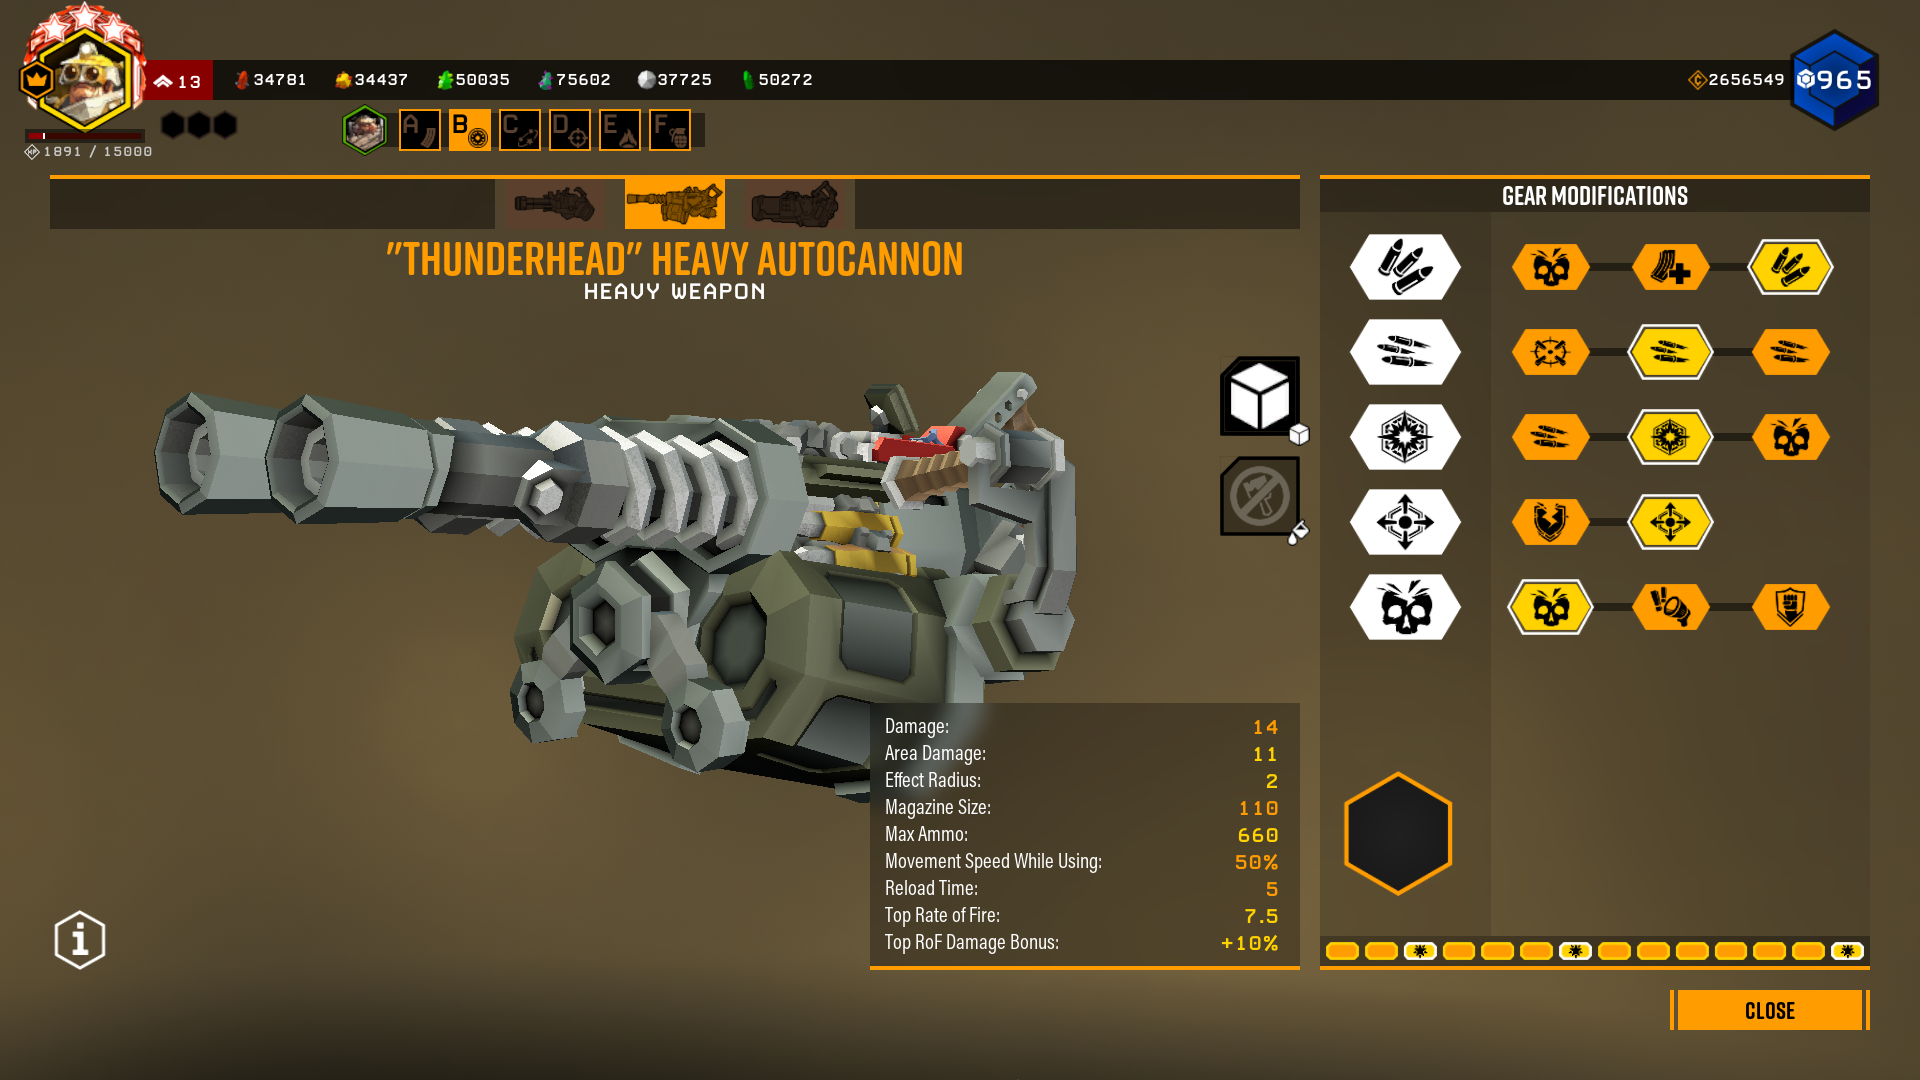 13
34781
34437
50035
75602
37725
50272
2656549
965
1891 / 15000
A
B
C
D
E
F
GEAR MODIFICATIONS
"THUNDERHEAD" HEAVY AUTOCANNON
HEAVY WEAPON
Damage: 14
Area Damage: 11
Effect Radius: 2
Magazine Size: 110
Max Ammo: 660
Movement Speed While Using: 50%
Reload Time: 5
Top Rate of Fire: 7.5
Top RoF Damage Bonus: +10%
CLOSE